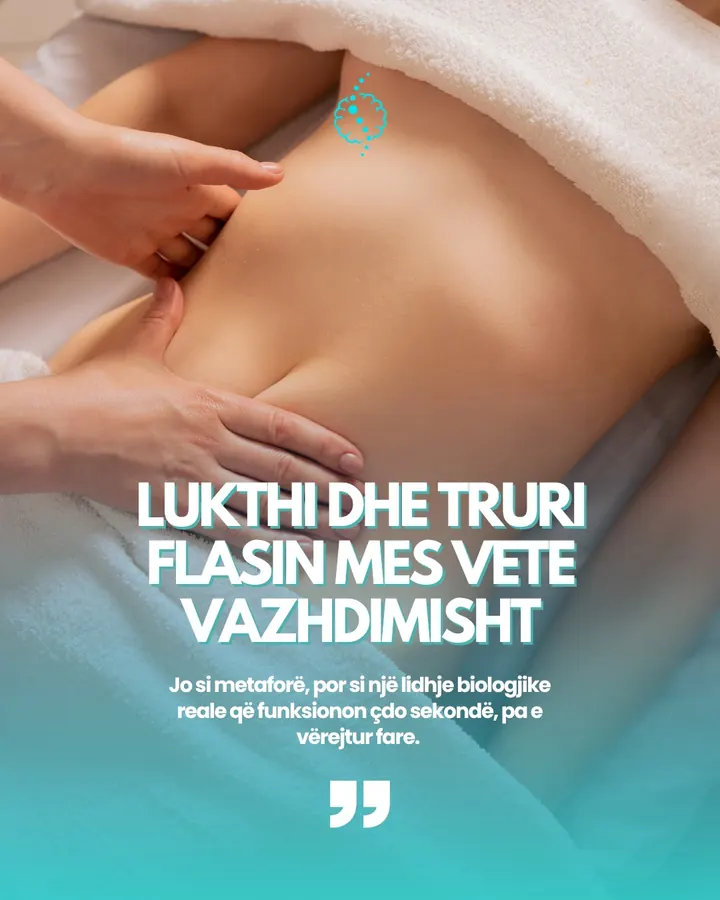 LUKTHI DHE TRURI
FLASIN MES VETE
VAZHDIMISHT
Jo si metaforë, por si një lidhje biologjike
reale që funksionon çdo sekondë, pa e
vërejtur fare.
”